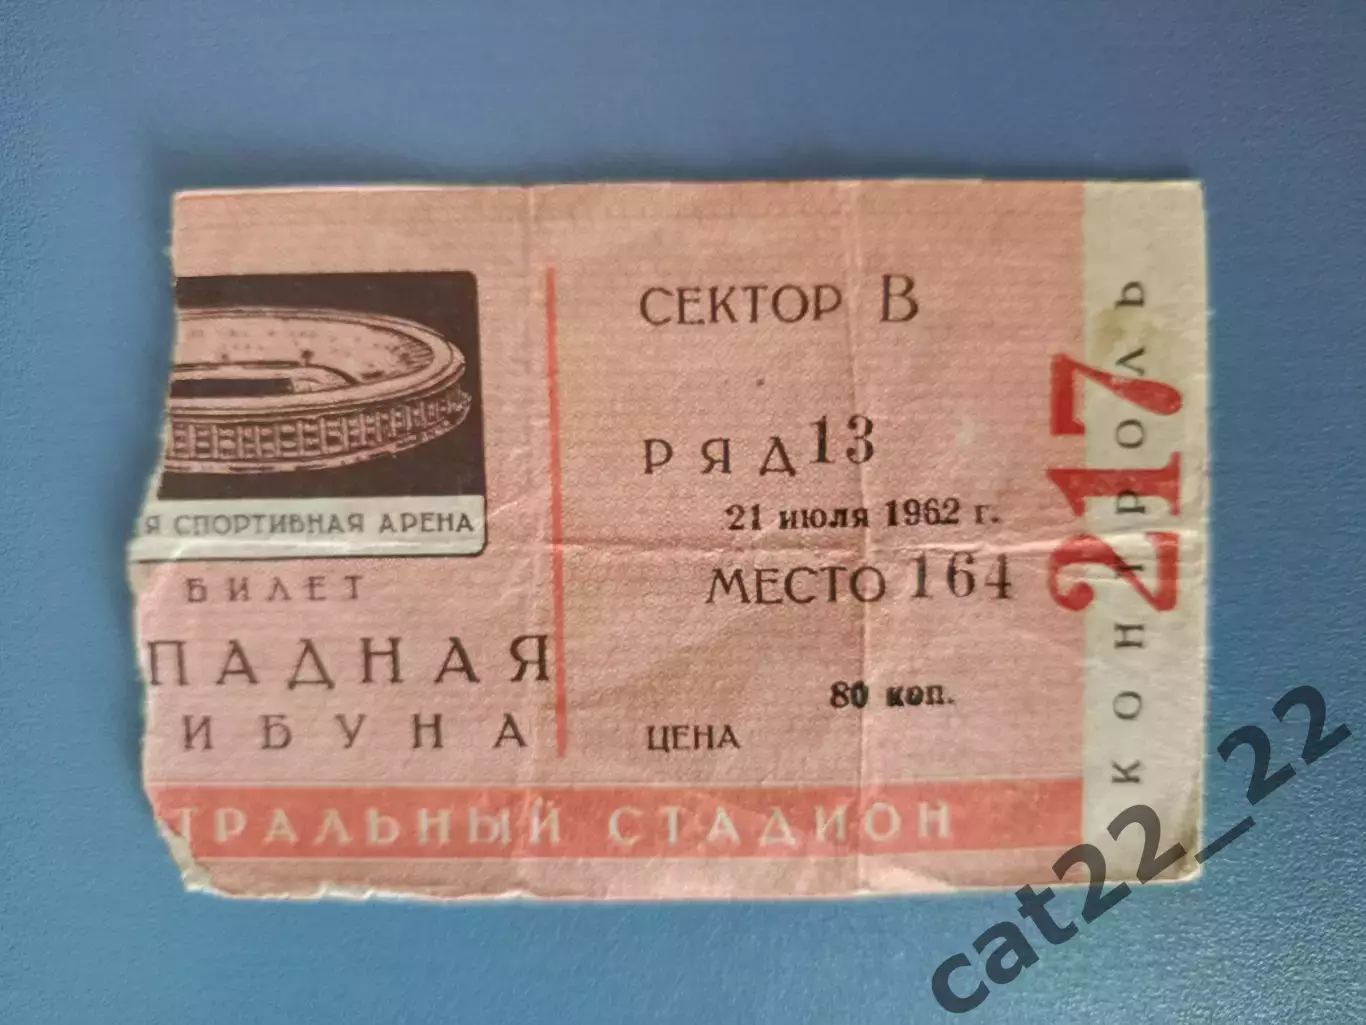 Я СПОРТИВНАЯ АРЕНА
БИЛЕТ
ПАДНАЯ
ИБУНА
СЕКТОР В
РЯД 13
21 июля 1962 г.
МЕСТО 164
80 коп.
ЦЕНА
ТРАЛЬНЫЙ СТАДИОН
КОНТРОЛЬ
217
cat22_22